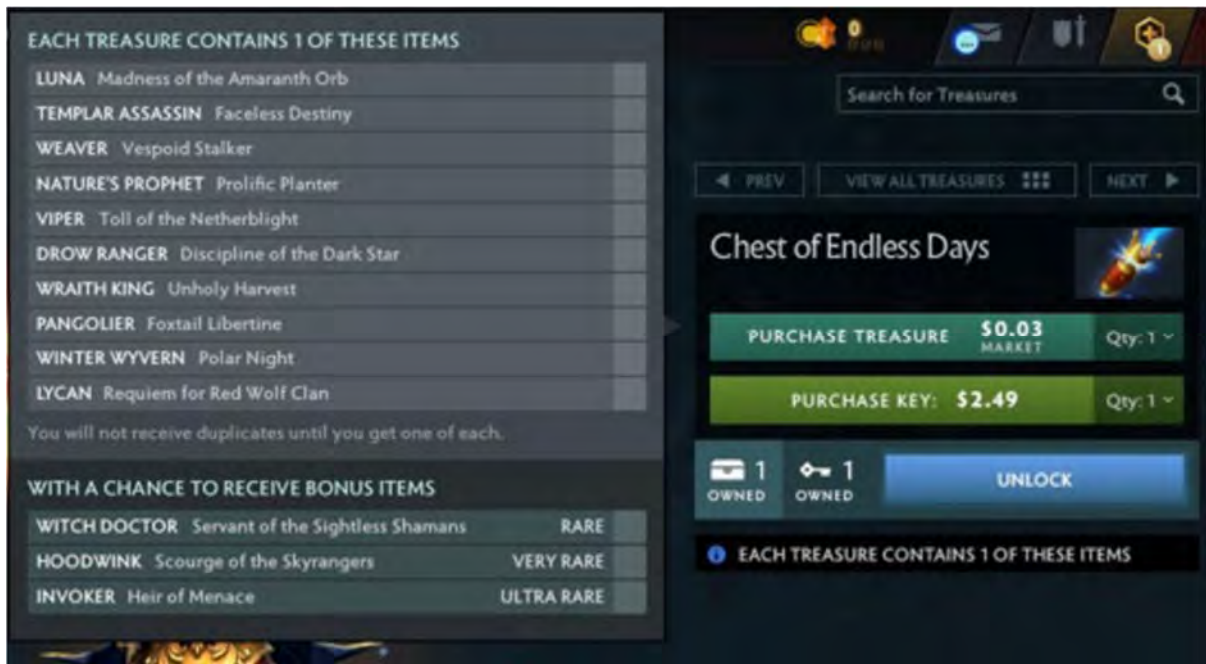 EACH TREASURE CONTAINS 1 OF THESE ITEMS
LUNA Madness of the Amaranth Orb
TEMPLAR ASSASSIN Faceless Destiny
WEAVER Vespoid Stalker
NATURE'S PROPHET Prolific Planter
VIPER Toll of the Netherblight
DROW RANGER Discipline of the Dark Star
WRAITH KING Unholy Harvest
PANGOLIER Foxtail Libertine
WINTER WYVERN Polar Night
LYCAN Requiem for Red Wolf Clan
You will not receive duplicates until you get one of each.
WITH A CHANCE TO RECEIVE BONUS ITEMS
WITCH DOCTOR Servant of the Sightless Shamans RARE
HOODWINK Scourge of the Skyrangers VERY RARE
INVOKER Heir of Menace ULTRA RARE
0
1
Search for Treasures
PREV VIEW ALL TREASURES NEXT
Chest of Endless Days
PURCHASE TREASURE $0.03 Qty: 1
MARKET
PURCHASE KEY: $2.49 Qty: 1
1 1
OWNED OWNED
UNLOCK
EACH TREASURE CONTAINS 1 OF THESE ITEMS